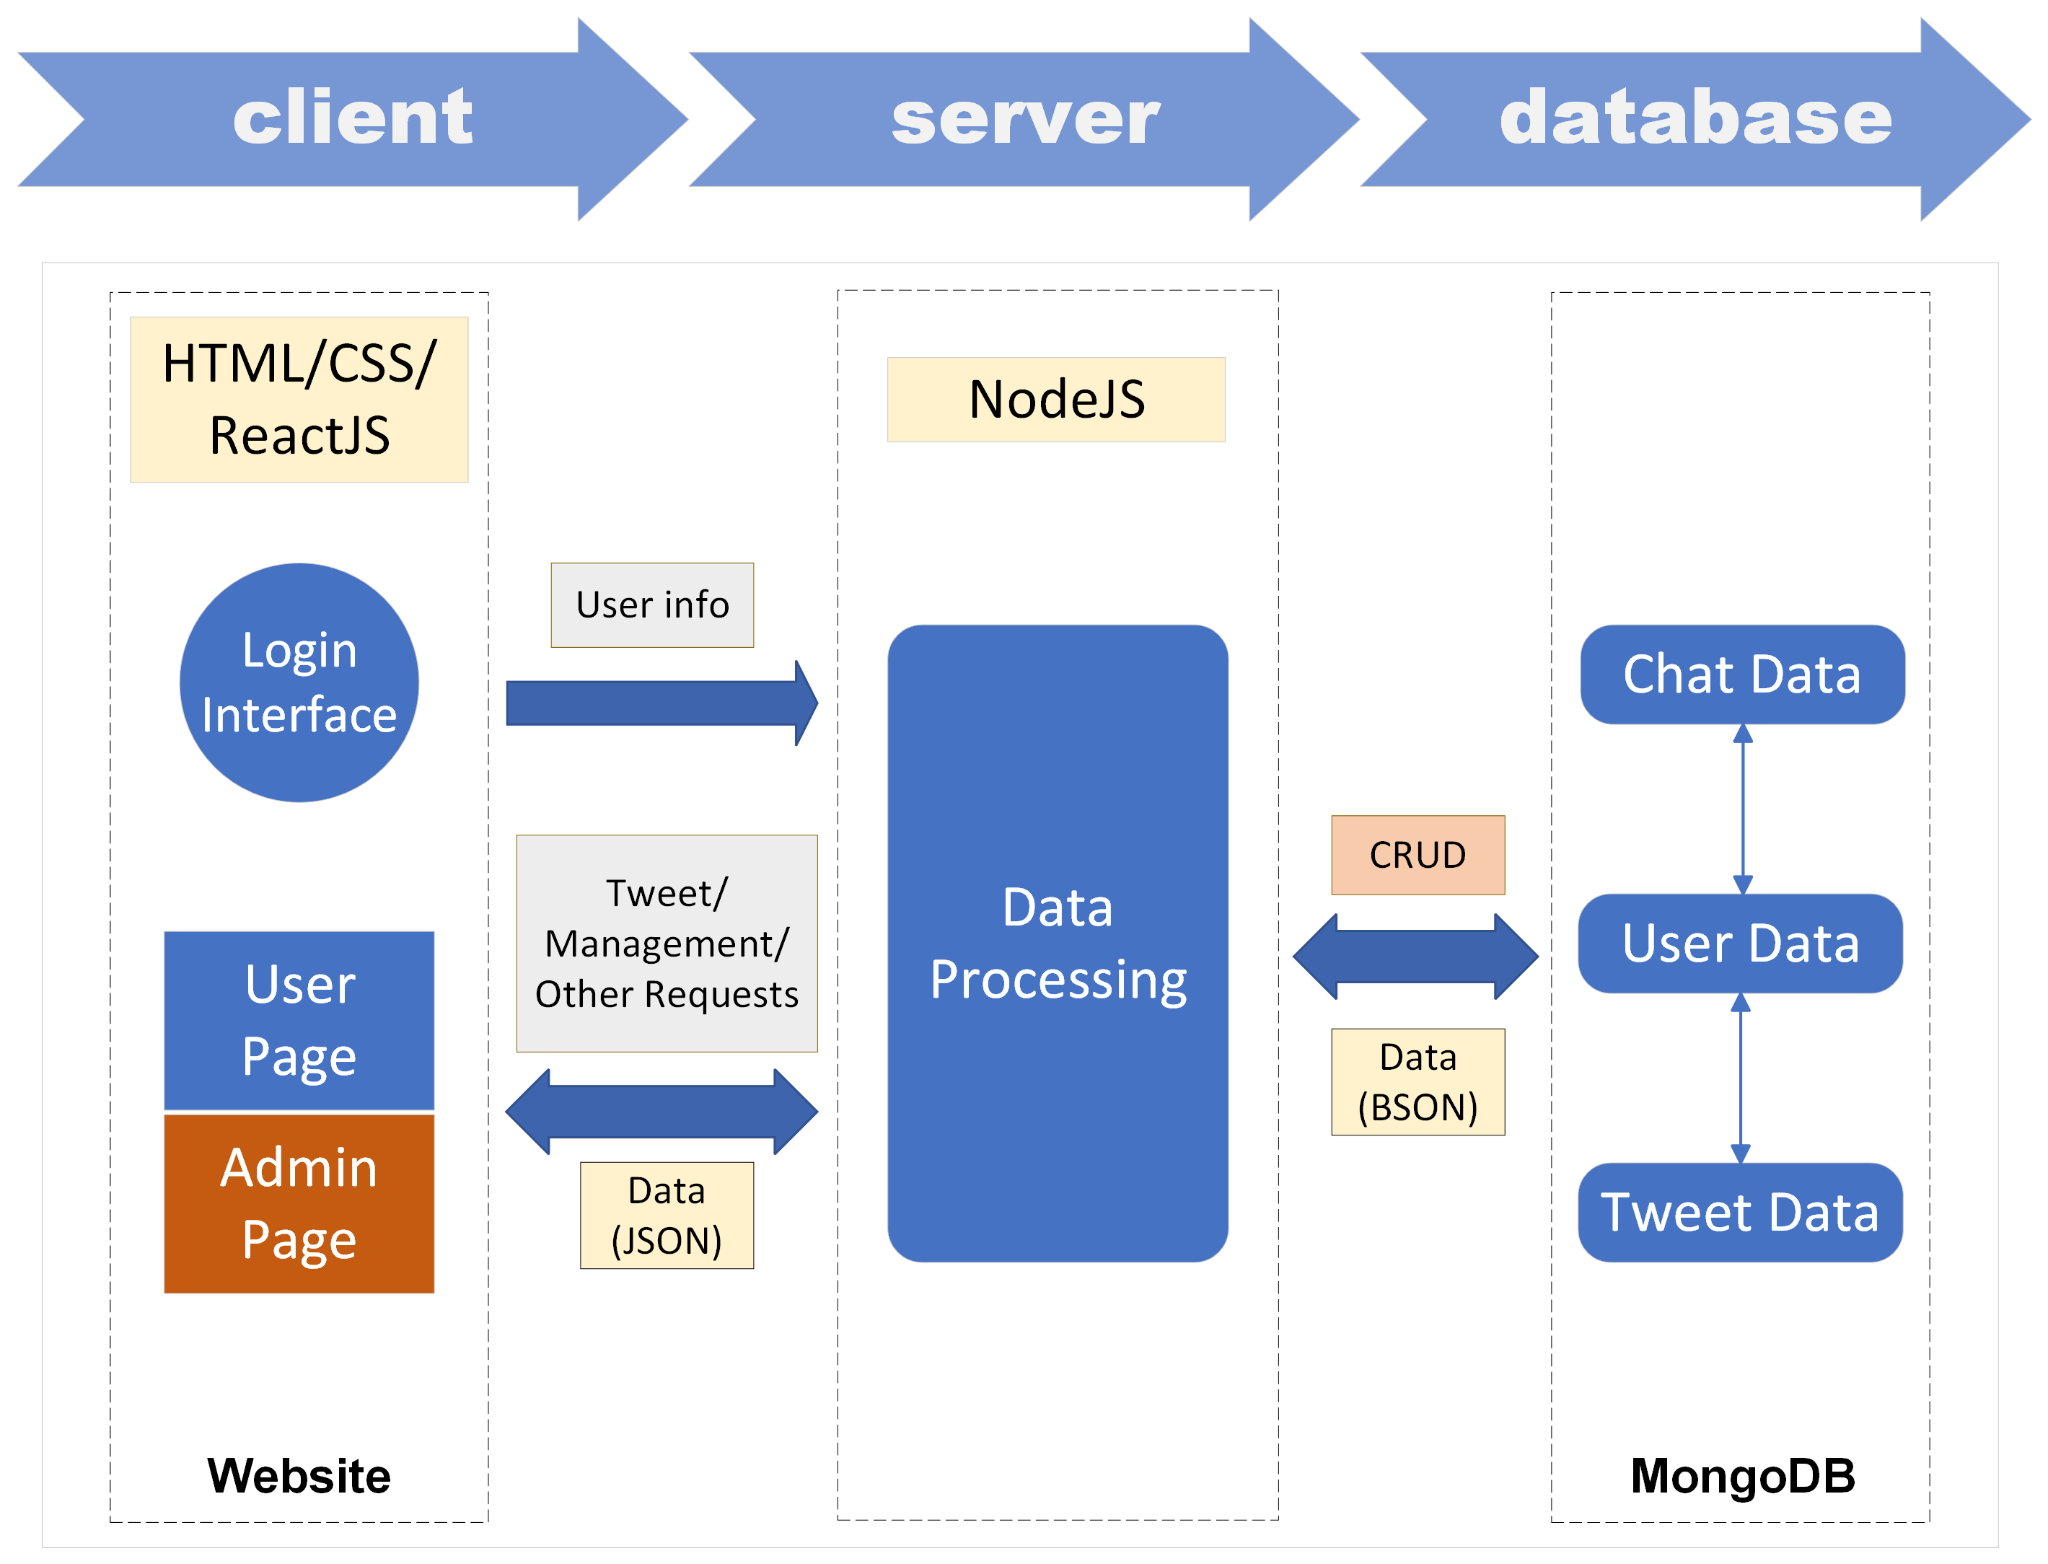 client
server
database
HTML/CSS/
ReactJS
Login
Interface
User
Page
Admin
Page
Website
User info
Tweet/
Management/
Other Requests
Data
(JSON)
NodeJS
Data
Processing
CRUD
Data
(BSON)
Chat Data
User Data
Tweet Data
MongoDB